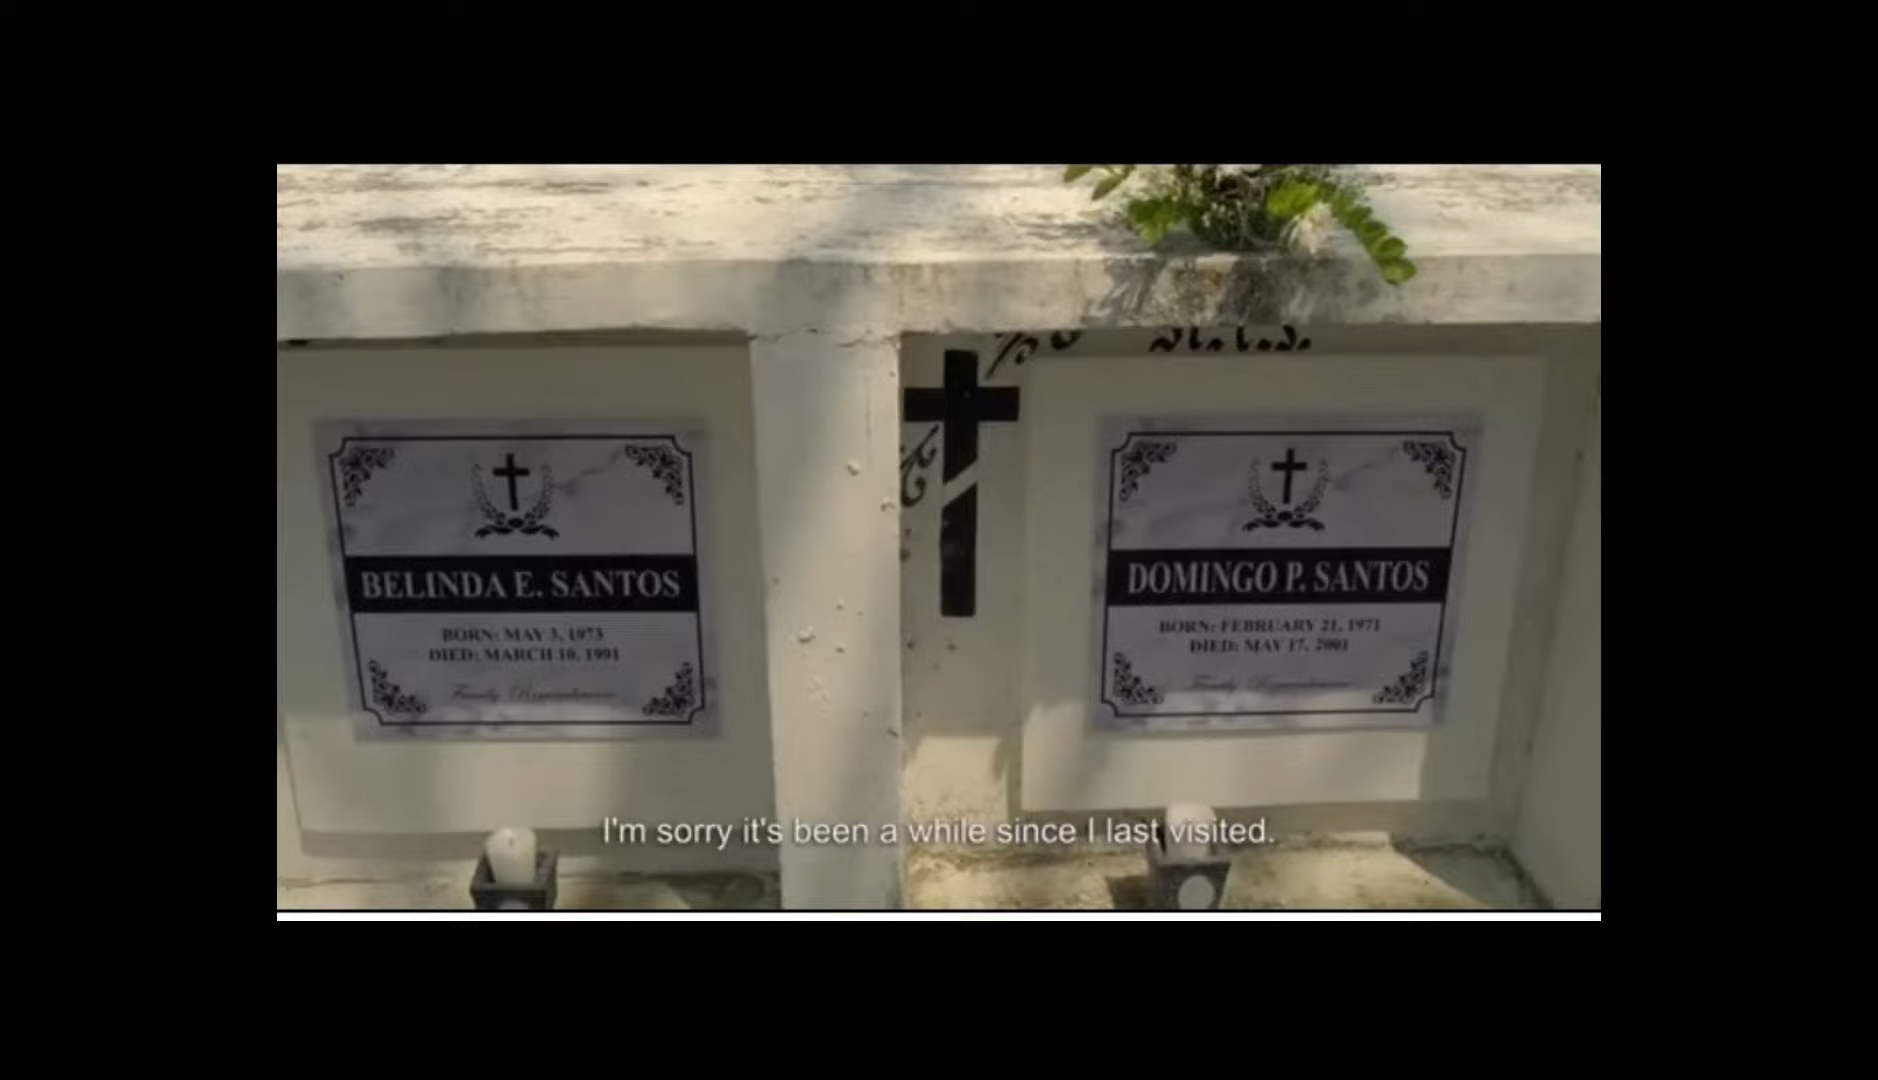 BELINDA E. SANTOS
BORN: MAY 3, 1973
DIED: MARCH 10, 1991
DOMINGO P. SANTOS
BORN: FEBRUARY 21, 1971
DIED: MAY 17, 2001
I'm sorry it's been a while since I last visited.